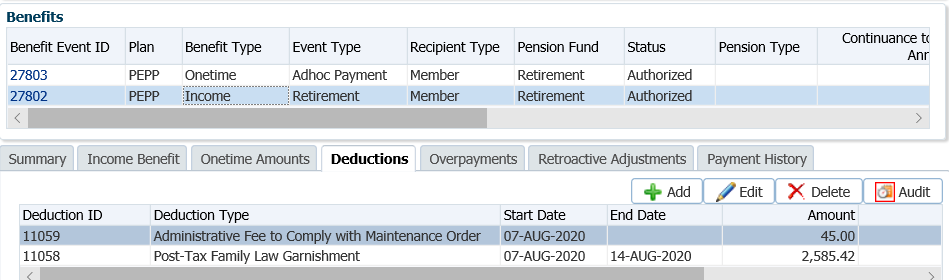 Benefits
Benefit Event ID Plan Benefit Type Event Type Recipient Type Pension Fund Status Pension Type Continuance to
Ann
27803 PEPP Onetime Adhoc Payment Member Retirement Authorized
27802 PEPP Income Retirement Member Retirement Authorized
Summary Income Benefit Onetime Amounts Deductions Overpayments Retroactive Adjustments Payment History
Add Edit Delete Audit
Deduction ID Deduction Type Start Date End Date Amount
11059 Administrative Fee to Comply with Maintenance Order 07-AUG-2020 45.00
11058 Post-Tax Family Law Garnishment 07-AUG-2020 14-AUG-2020 2,585.42